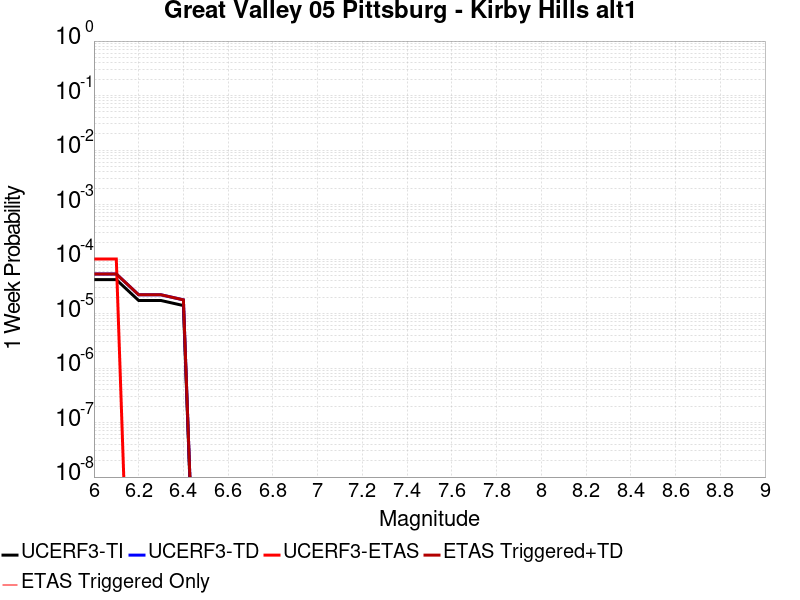 Great Valley 05 Pittsburg - Kirby Hills alt1
1 Week Probability
10^0
10^-1
10^-2
10^-3
10^-4
10^-5
10^-6
10^-7
10^-8
6 6.2 6.4 6.6 6.8 7 7.2 7.4 7.6 7.8 8 8.2 8.4 8.6 8.8 9
Magnitude
UCERF3-TI UCERF3-TD UCERF3-ETAS ETAS Triggered+TD
ETAS Triggered Only